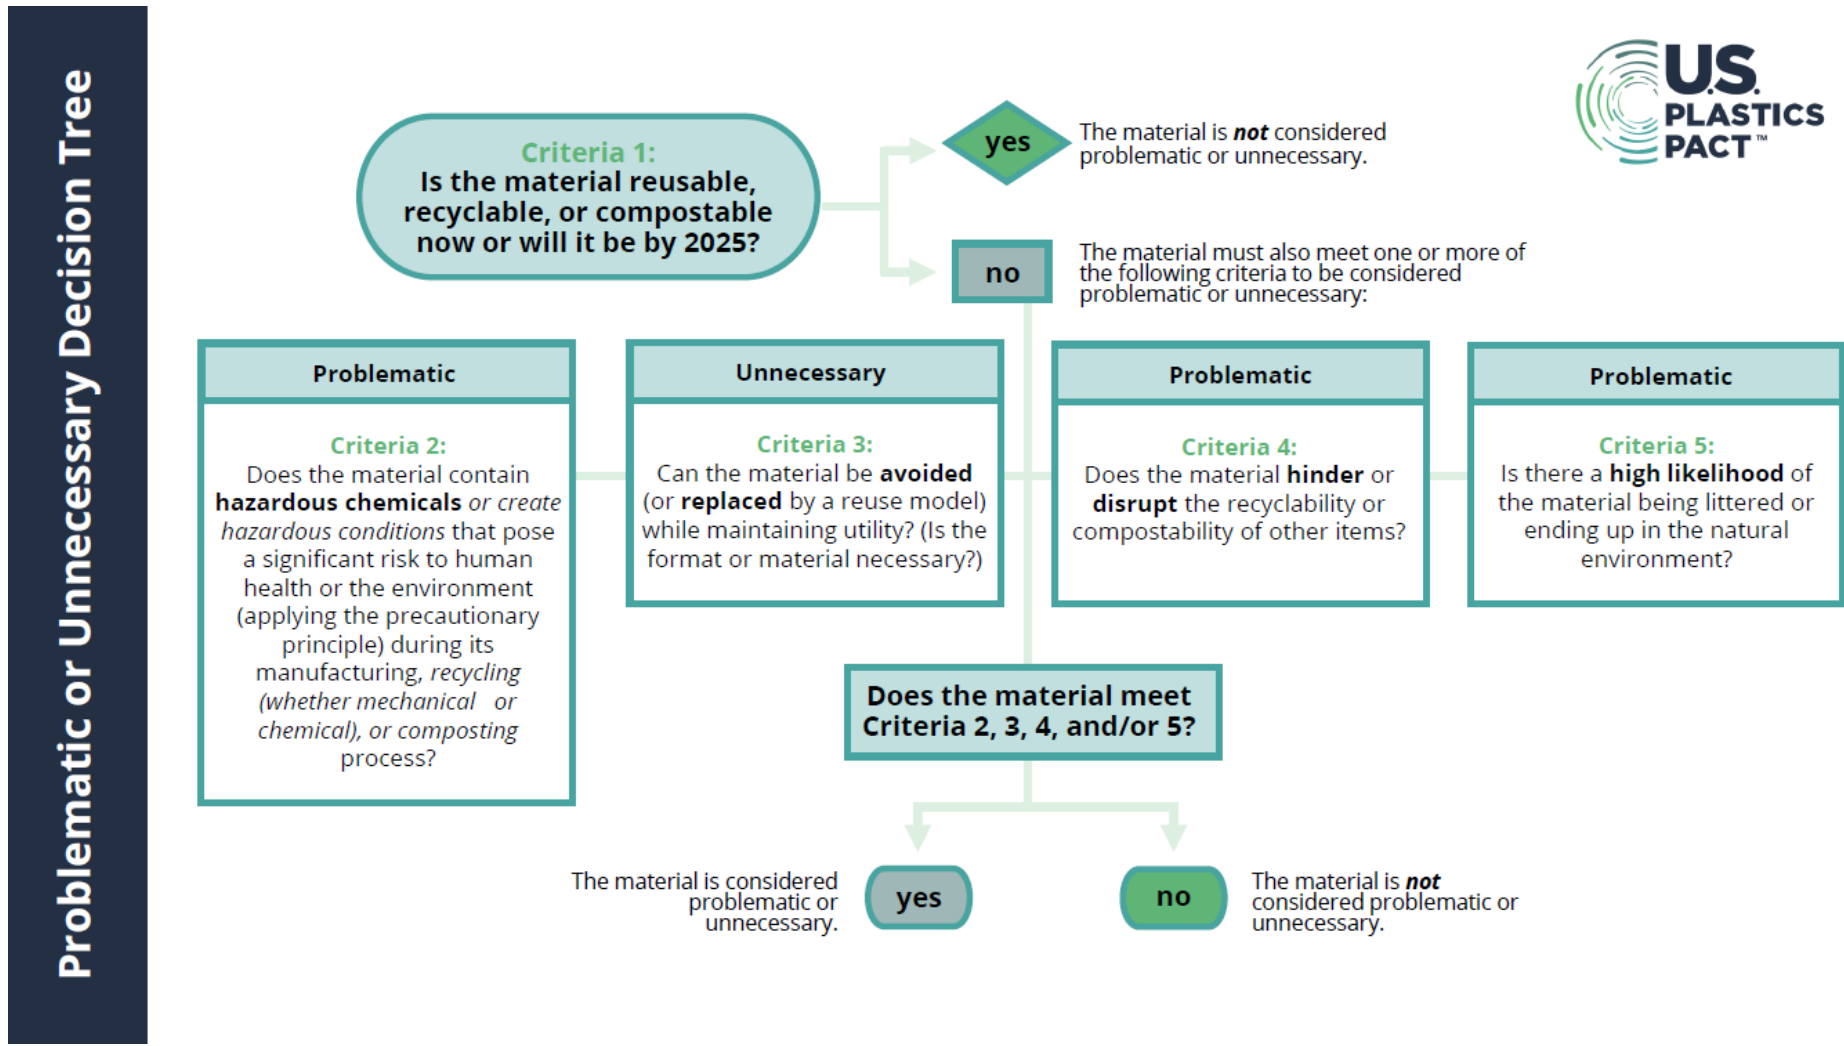 Problematic or Unnecessary Decision Tree
U.S.
PLASTICS
PACT™
Criteria 1:
Is the material reusable,
recyclable, or compostable
now or will it be by 2025?
yes
The material is not considered
problematic or unnecessary.
no
The material must also meet one or more of
the following criteria to be considered
problematic or unnecessary:
Problematic
Criteria 2:
Does the material contain
hazardous chemicals or create
hazardous conditions that pose
a significant risk to human
health or the environment
(applying the precautionary
principle) during its
manufacturing, recycling
(whether mechanical or
chemical), or composting
process?
Unnecessary
Criteria 3:
Can the material be avoided
(or replaced by a reuse model)
while maintaining utility? (Is the
format or material necessary?)
Problematic
Criteria 4:
Does the material hinder or
disrupt the recyclability or
compostability of other items?
Problematic
Criteria 5:
Is there a high likelihood of
the material being littered or
ending up in the natural
environment?
Does the material meet
Criteria 2, 3, 4, and/or 5?
The material is considered
problematic or
unnecessary.
yes
no
The material is not
considered problematic or
unnecessary.